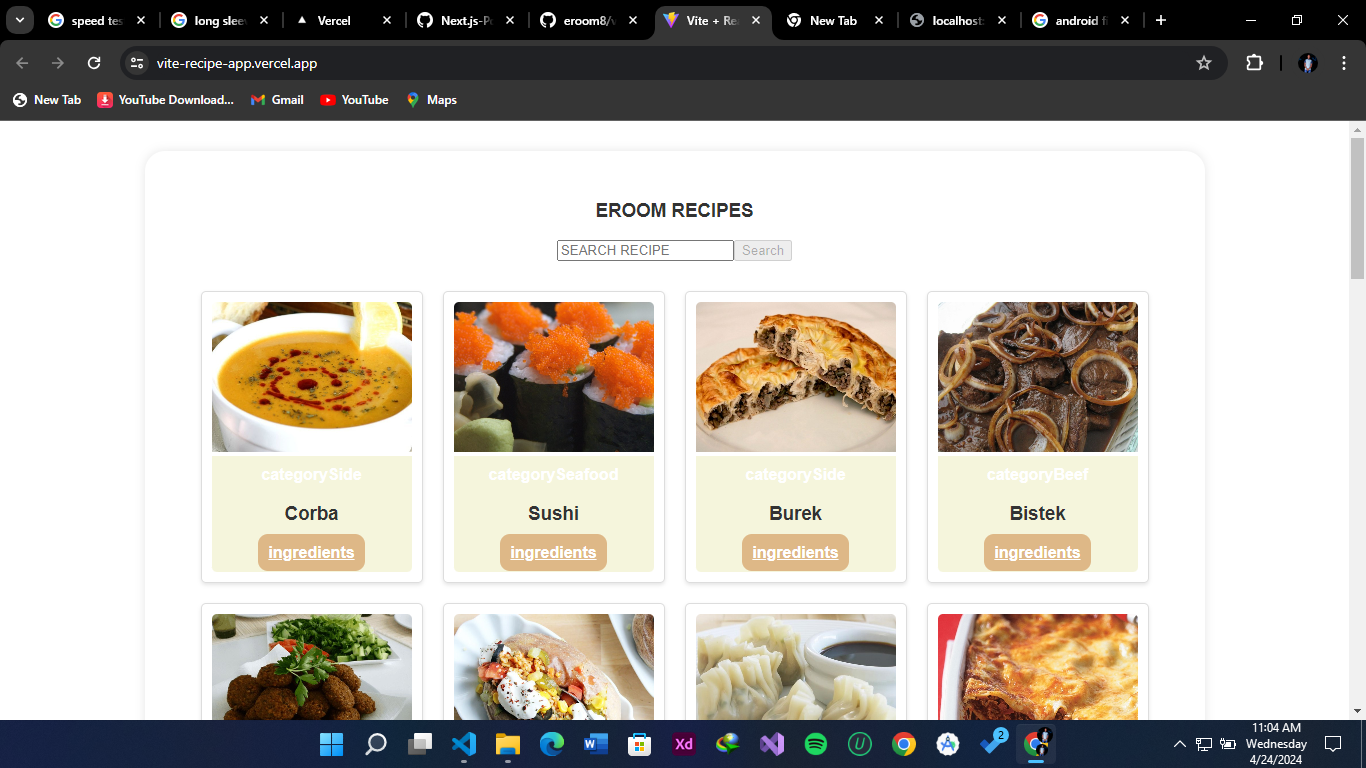 speed tes
long slee
Vercel
Next.js-Po
eroom8/v
Vite + Rea
New Tab
localhost:
android fi
vite-recipe-app.vercel.app
New Tab
YouTube Download...
Gmail
YouTube
Maps
EROOM RECIPES
SEARCH RECIPE Search
categorySide categorySeafood categorySide categoryBeef
Corba Sushi Burek Bistek
ingredients ingredients ingredients ingredients
Xd
2
11:04 AM
Wednesday
4/24/2024